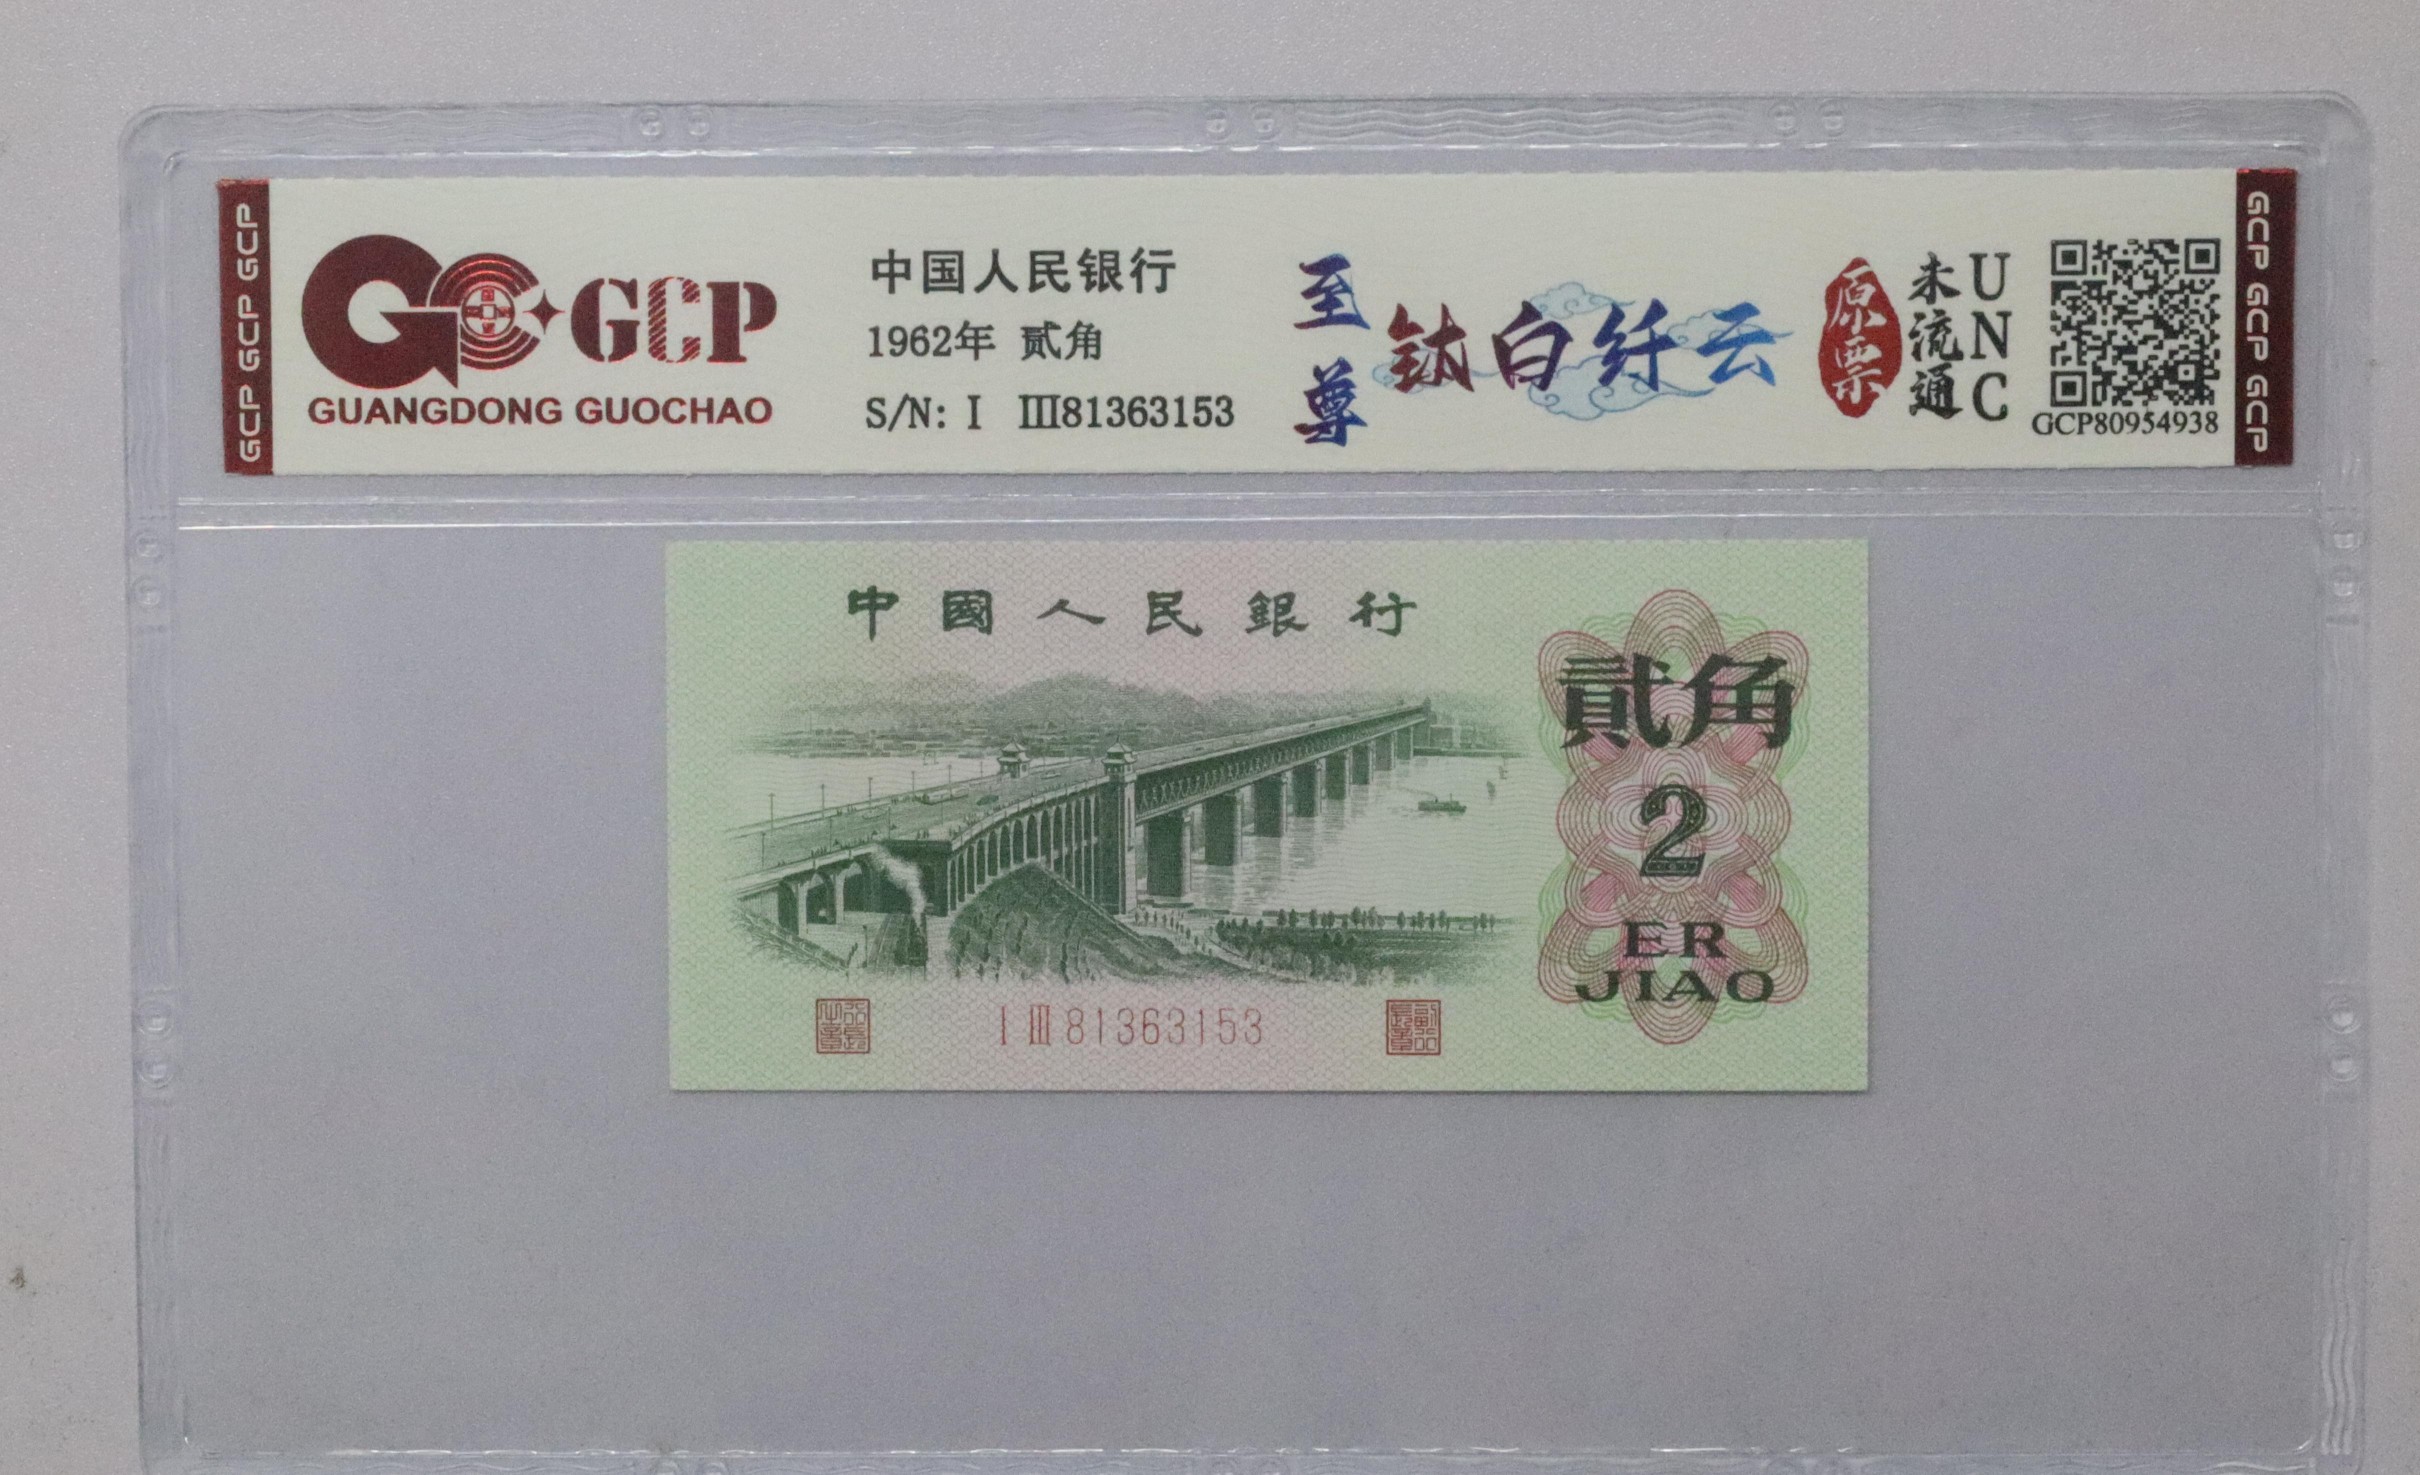 GCP GCP GCP
GCP
GUANGDONG GUOCHAO
中国人民银行
1962年 贰角
S/N: I III81363153
至尊
钛白纤云
原票
未流通
UNC
GCP80954938
GCP GCP GCP
中國人民銀行
貳角
2
ER
JIAO
I III 81363153